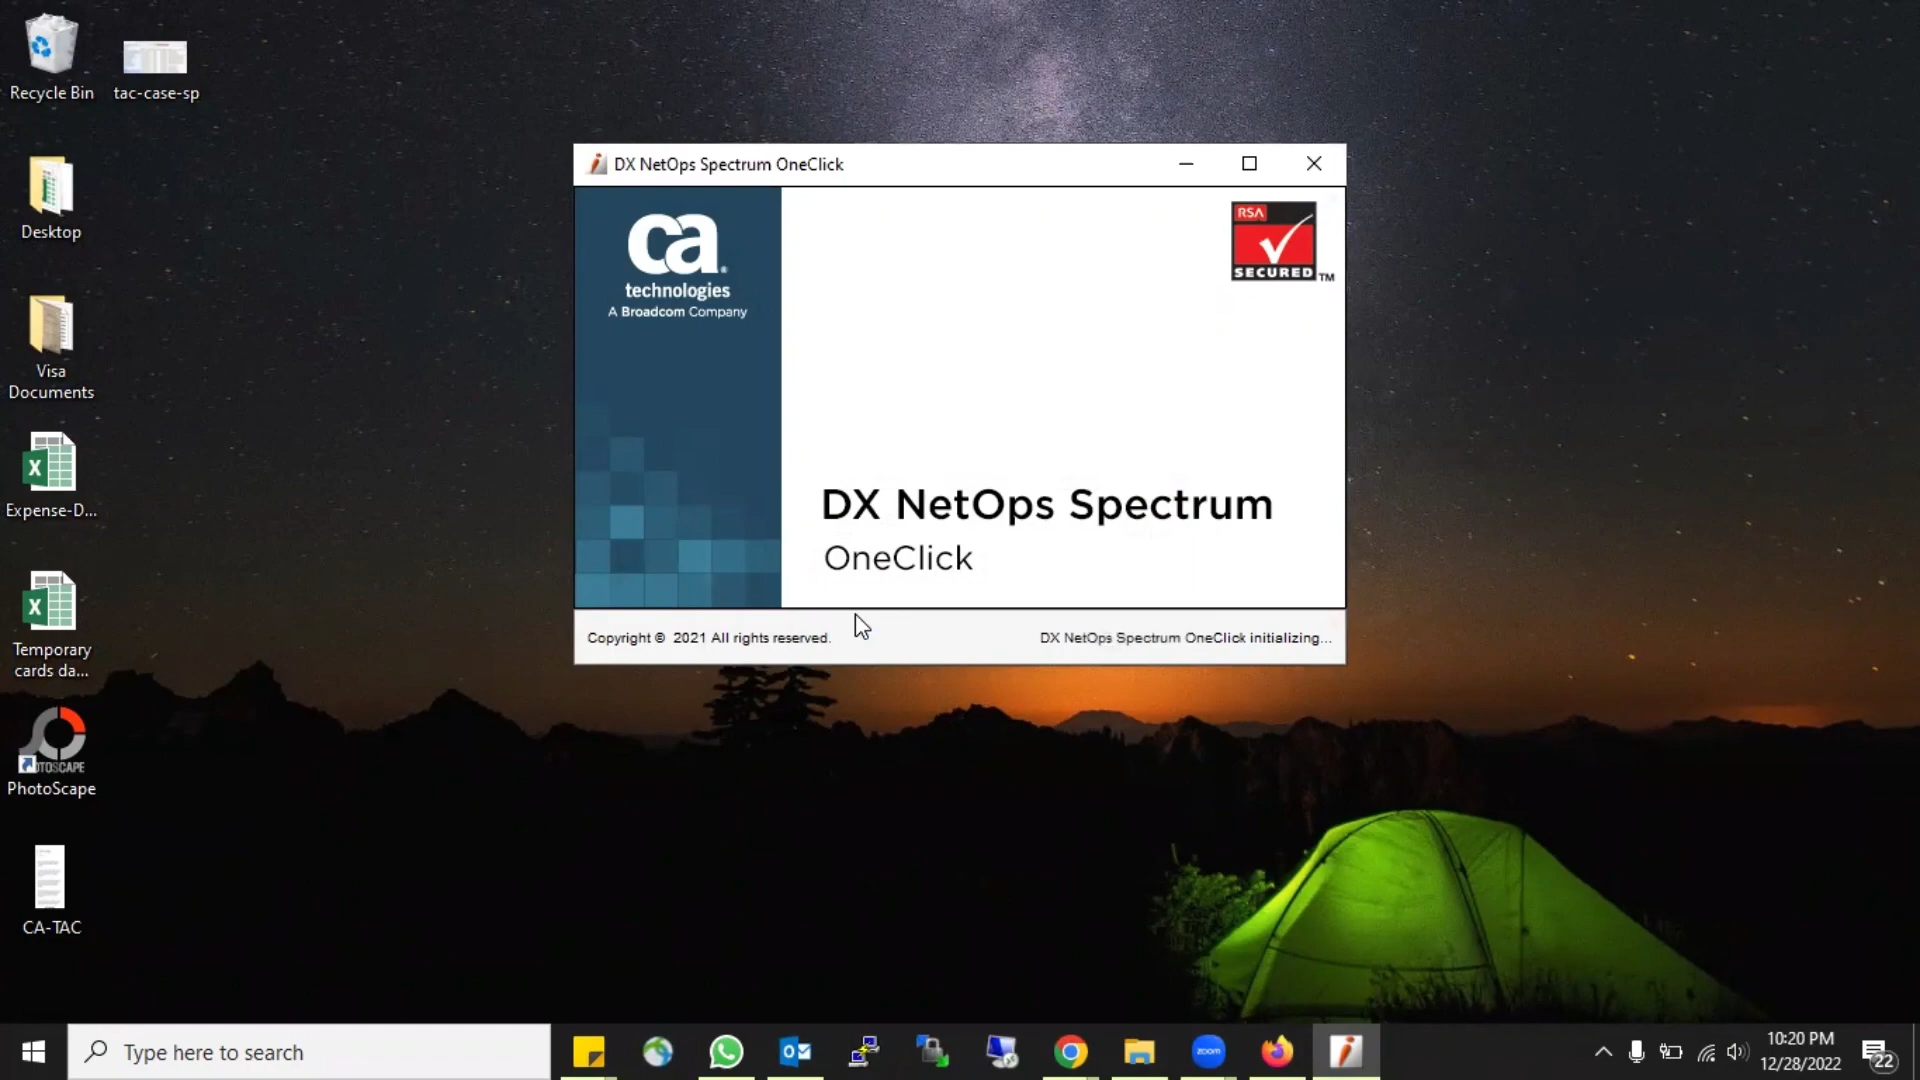 Recycle Bin
tac-case-sp
Desktop
Visa
Documents
Expense-D...
Temporary
cards da...
PhotoScape
CA-TAC
DX NetOps Spectrum OneClick
ca
technologies
A Broadcom Company
RSA
SECURED TM
DX NetOps Spectrum
OneClick
Copyright © 2021 All rights reserved.
DX NetOps Spectrum OneClick initializing...
Type here to search
zoom
10:20 PM
12/28/2022
22